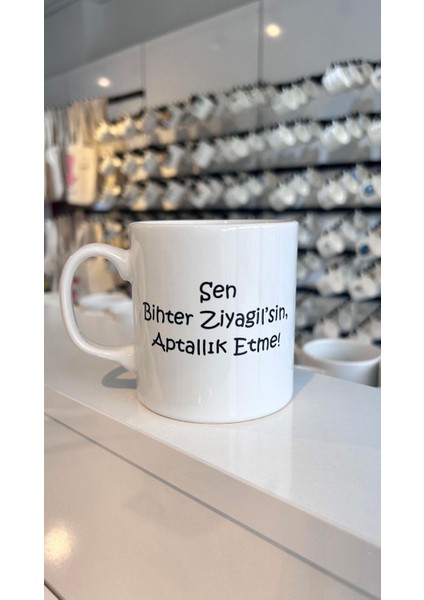 Sen
Bihter Ziyagil'sin,
Aptallık Etme!